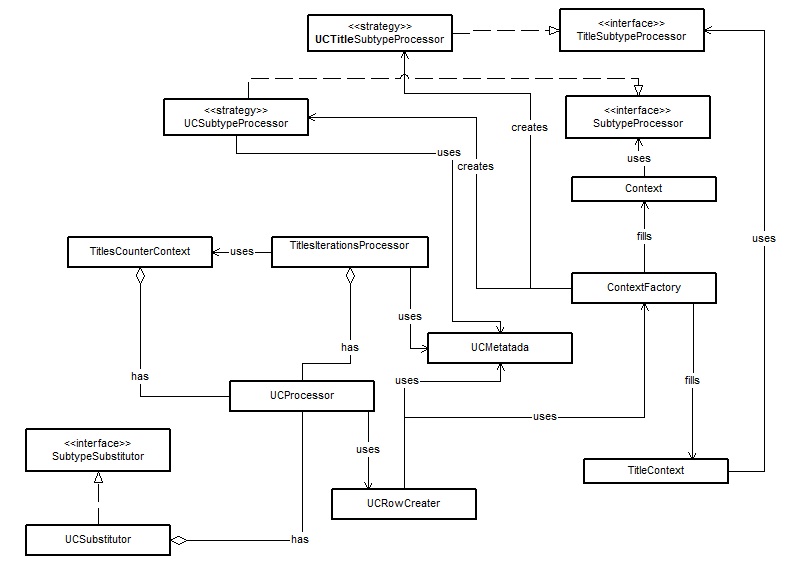 <<strategy>>
UCTitleSubtypeProcessor
<<interface>>
TitleSubtypeProcessor
<<strategy>>
UCSubtypeProcessor
<<interface>>
SubtypeProcessor
creates
uses
creates
uses
Context
fills
uses
TitlesCounterContext
uses
TitlesIterationsProcessor
ContextFactory
uses
UCMetatada
has
has
uses
fills
UCProcessor
uses
<<interface>>
SubtypeSubstitutor
uses
TitleContext
UCRowCreater
UCSubstitutor
has